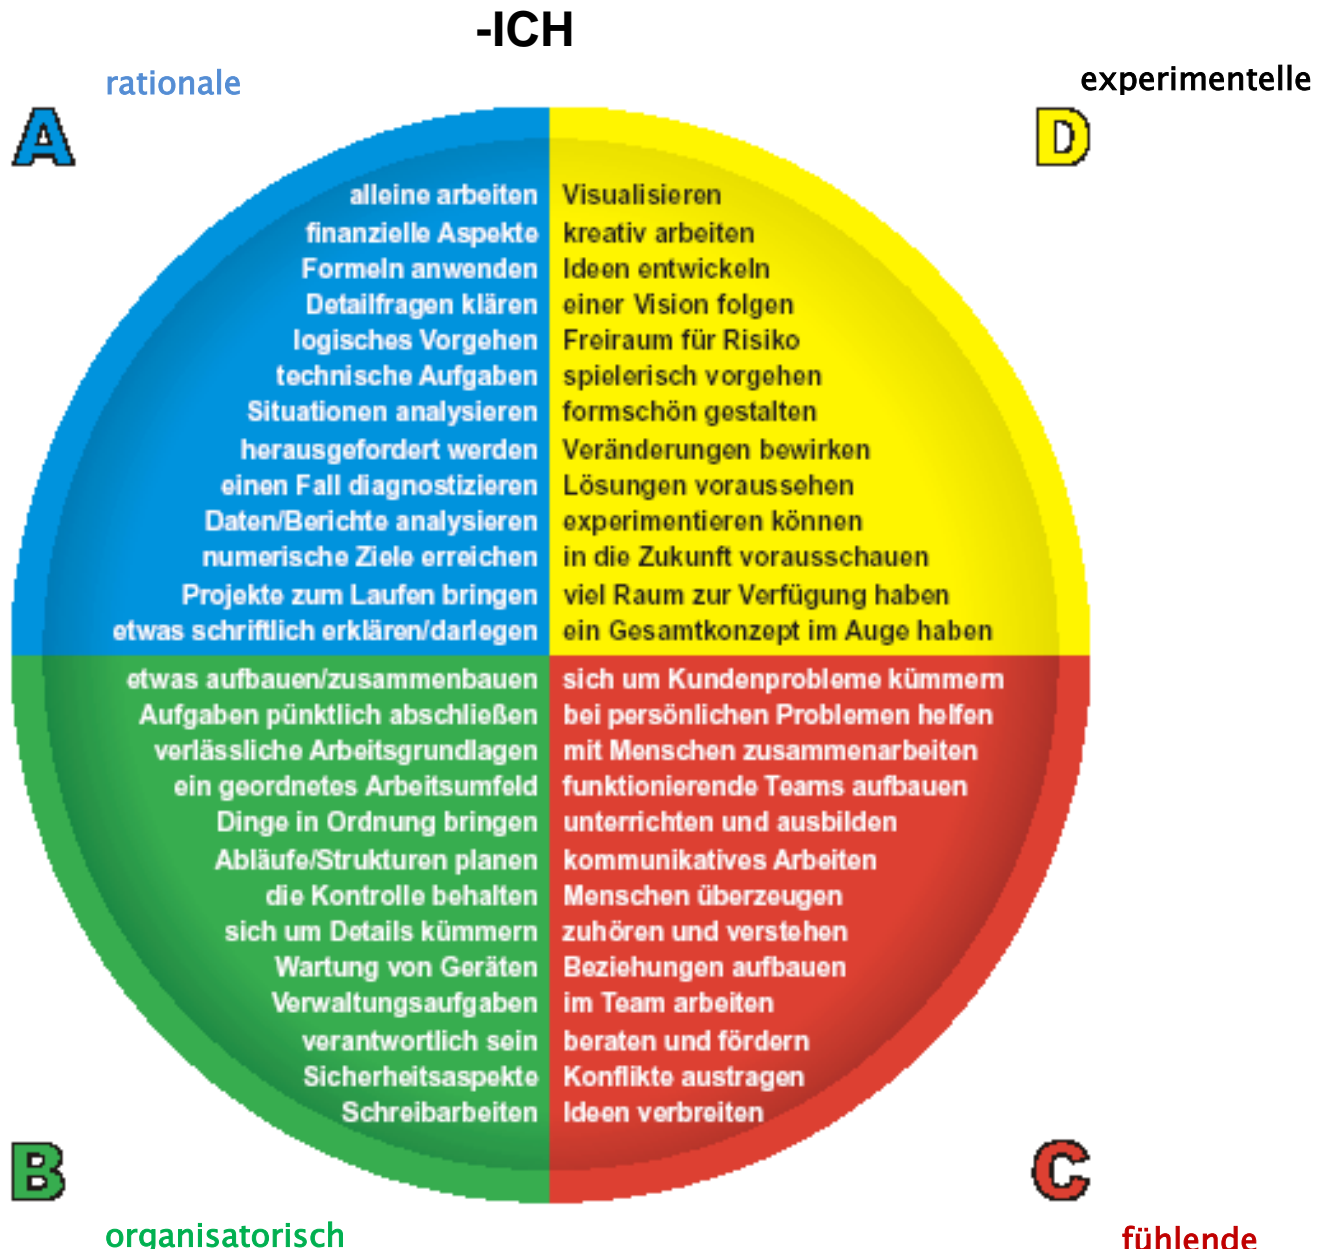 -ICH
rationale
experimentelle
A
D
alleine arbeiten
finanzielle Aspekte
Formeln anwenden
Detailfragen klären
logisches Vorgehen
technische Aufgaben
Situationen analysieren
herausgefordert werden
einen Fall diagnostizieren
Daten/Berichte analysieren
numerische Ziele erreichen
Projekte zum Laufen bringen
etwas schriftlich erklären/darlegen
Visualisieren
kreativ arbeiten
Ideen entwickeln
einer Vision folgen
Freiraum für Risiko
spielerisch vorgehen
formschön gestalten
Veränderungen bewirken
Lösungen voraussehen
experimentieren können
in die Zukunft vorausschauen
viel Raum zur Verfügung haben
ein Gesamtkonzept im Auge haben
etwas aufbauen/zusammenbauen
Aufgaben pünktlich abschließen
verlässliche Arbeitsgrundlagen
ein geordnetes Arbeitsumfeld
Dinge in Ordnung bringen
Abläufe/Strukturen planen
die Kontrolle behalten
sich um Details kümmern
Wartung von Geräten
Verwaltungsaufgaben
verantwortlich sein
Sicherheitsaspekte
Schreibarbeiten
sich um Kundenprobleme kümmern
bei persönlichen Problemen helfen
mit Menschen zusammenarbeiten
funktionierende Teams aufbauen
unterrichten und ausbilden
kommunikatives Arbeiten
Menschen überzeugen
zuhören und verstehen
Beziehungen aufbauen
im Team arbeiten
beraten und fördern
Konflikte austragen
Ideen verbreiten
B
C
organisatorisch
fühlende